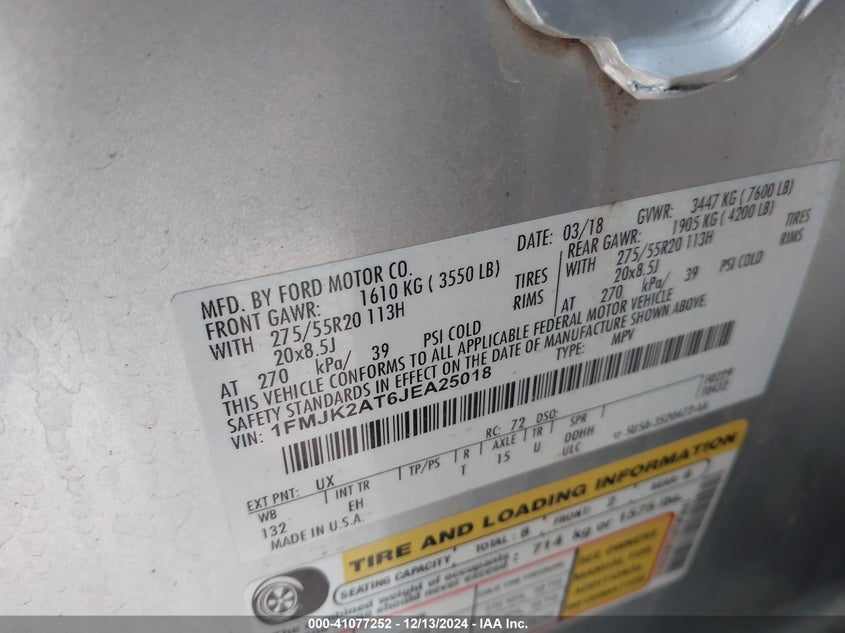 MFD. BY FORD MOTOR CO.
DATE: 03/18 GVWR: 3447 KG ( 7600 LB)
FRONT GAWR: 1610 KG ( 3550 LB)
REAR GAWR: 1905 KG ( 4200 LB)
WITH 275/55R20 113H TIRES
WITH 275/55R20 113H TIRES
20x8.5J RIMS
20x8.5J RIMS
AT 270 kPa/ 39 PSI COLD
AT 270 kPa/ 39 PSI COLD
THIS VEHICLE CONFORMS TO ALL APPLICABLE FEDERAL MOTOR VEHICLE
SAFETY STANDARDS IN EFFECT ON THE DATE OF MANUFACTURE SHOWN ABOVE.
VIN: 1FMJK2AT6JEA25018 TYPE: MPV
EXT PNT: UX RC: 72 DSO:
WB INT TR TP/PS R AXLE TR SPR
132 EH T 15 U DDHH
ULC
MADE IN U.S.A.
TIRE AND LOADING INFORMATION
SEATING CAPACITY TOTAL: 8 FRONT: 2
714 kg or 1575 lbs.
SEE OWNERS
MANUAL FOR
ADDITIONAL
INFORMATION
000-41077252 - 12/13/2024 - IAA Inc.